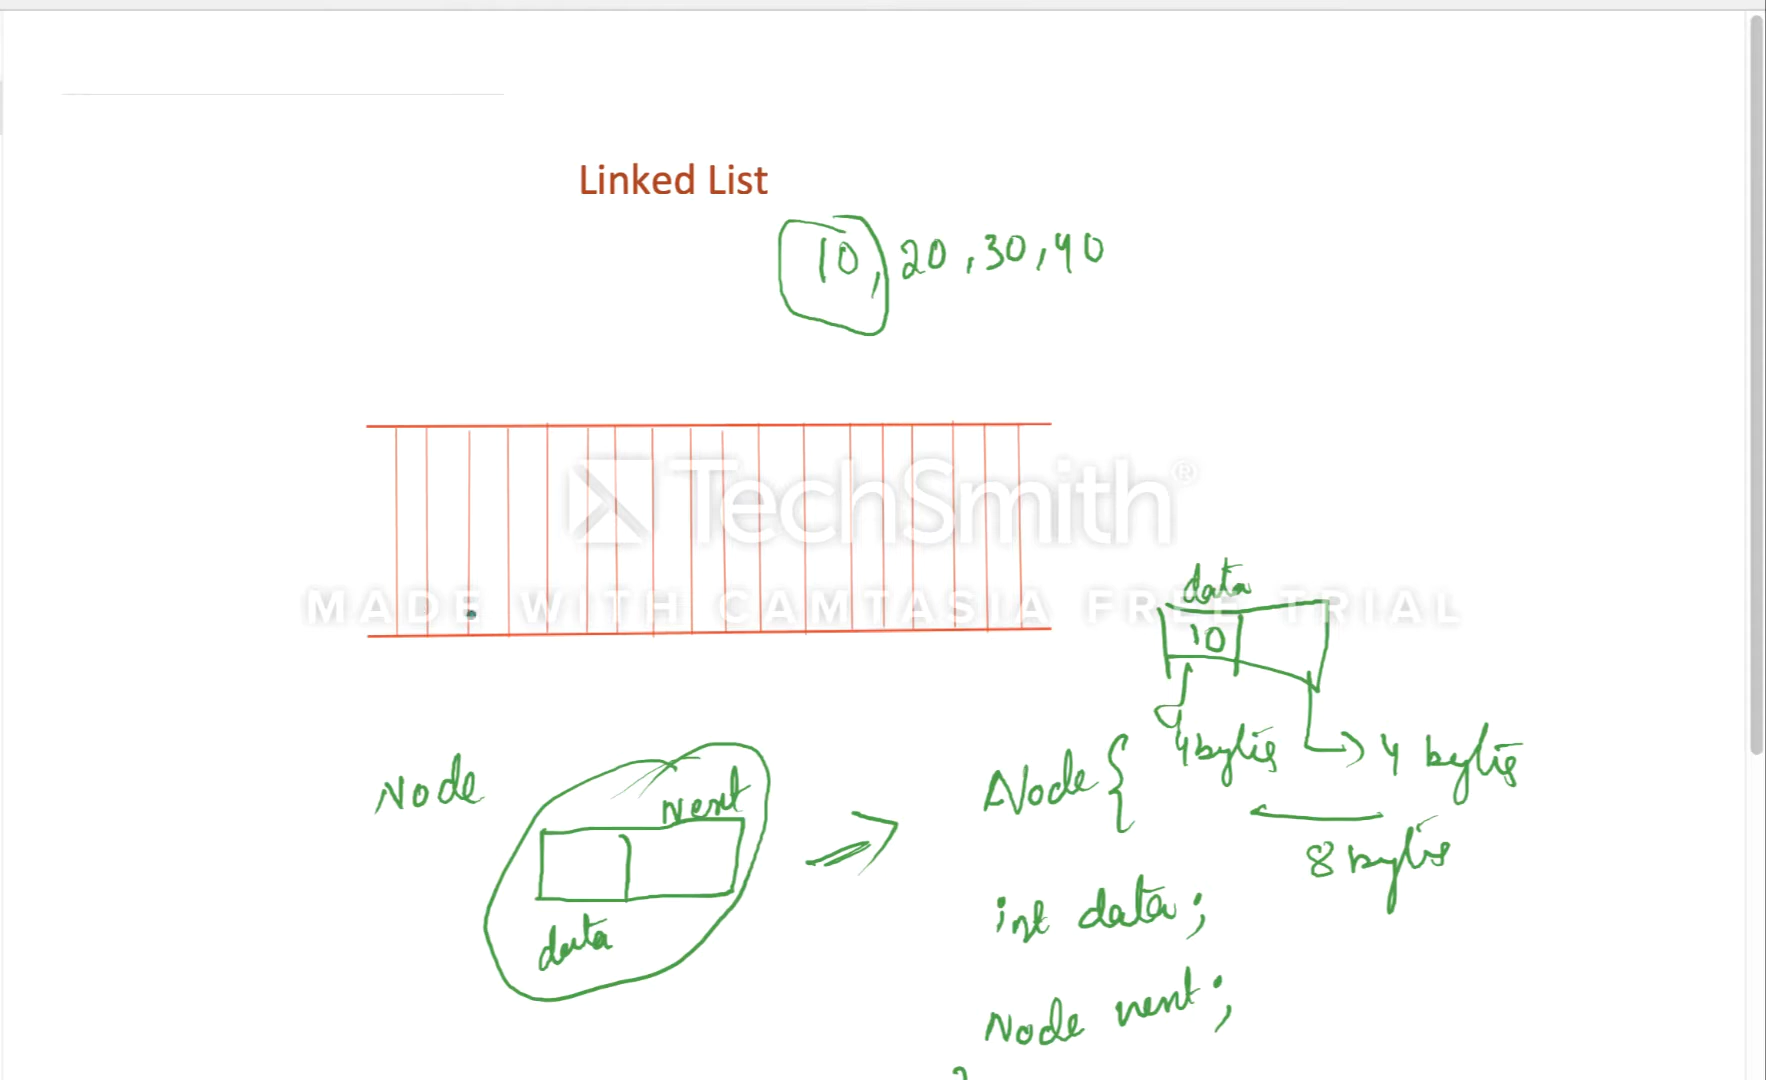 Linked List
10, 20, 30, 40
TechSmith®
MADE WITH CAMTASIA FREE TRIAL
data
10
4 bytes
4 bytes
8 bytes
Node
Next
data
Node {
int data;
Node next;
}